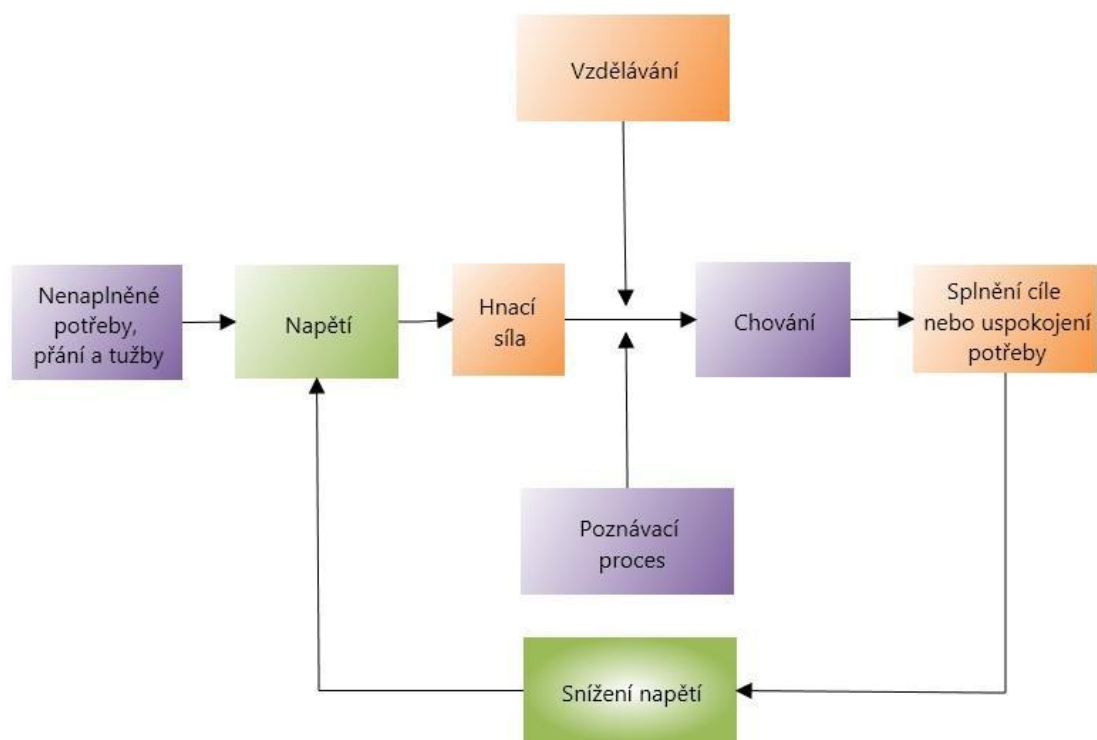 Vzdělávání
Nenaplněné
potřeby,
přání a tužby
Napětí
Hnací
síla
Chování
Splnění cíle
nebo uspokojení
potřeby
Poznávací
proces
Snížení napětí